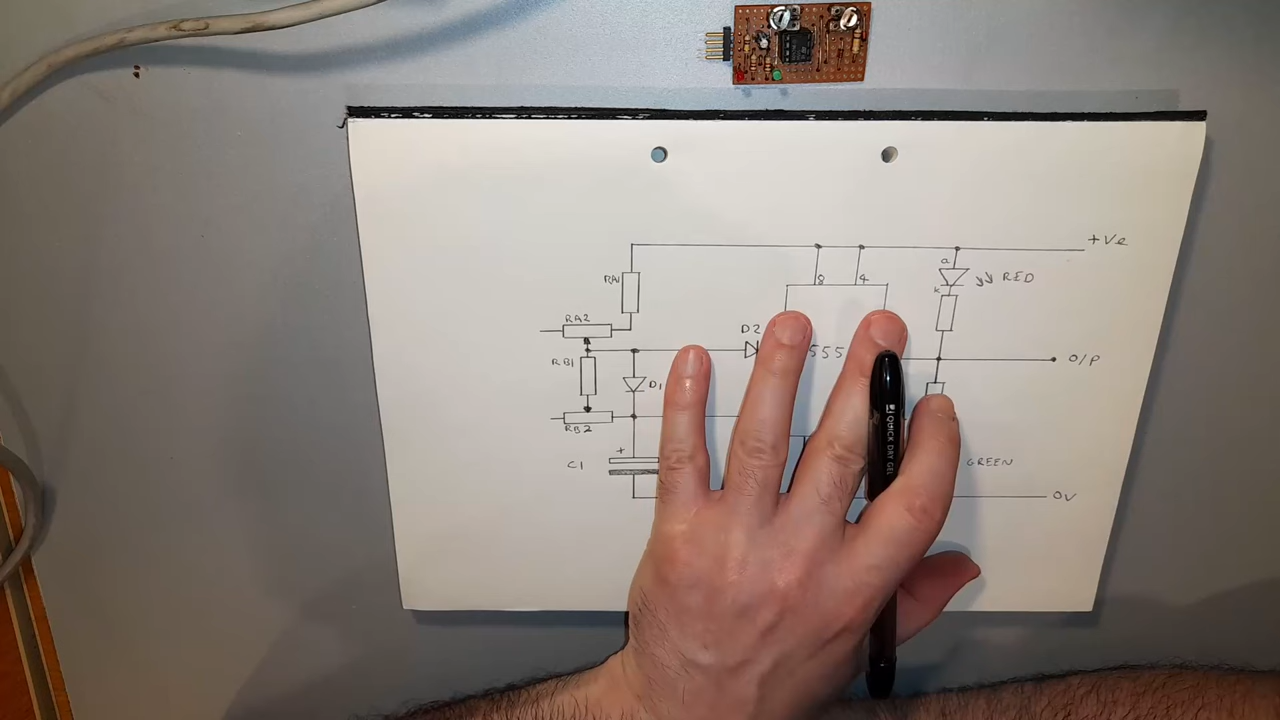 +Ve
8
4
a
RED
k
RA1
RA2
D2
555
O/P
RB1
D1
RB2
+
C1
GREEN
0V
QUICK DRY GEL